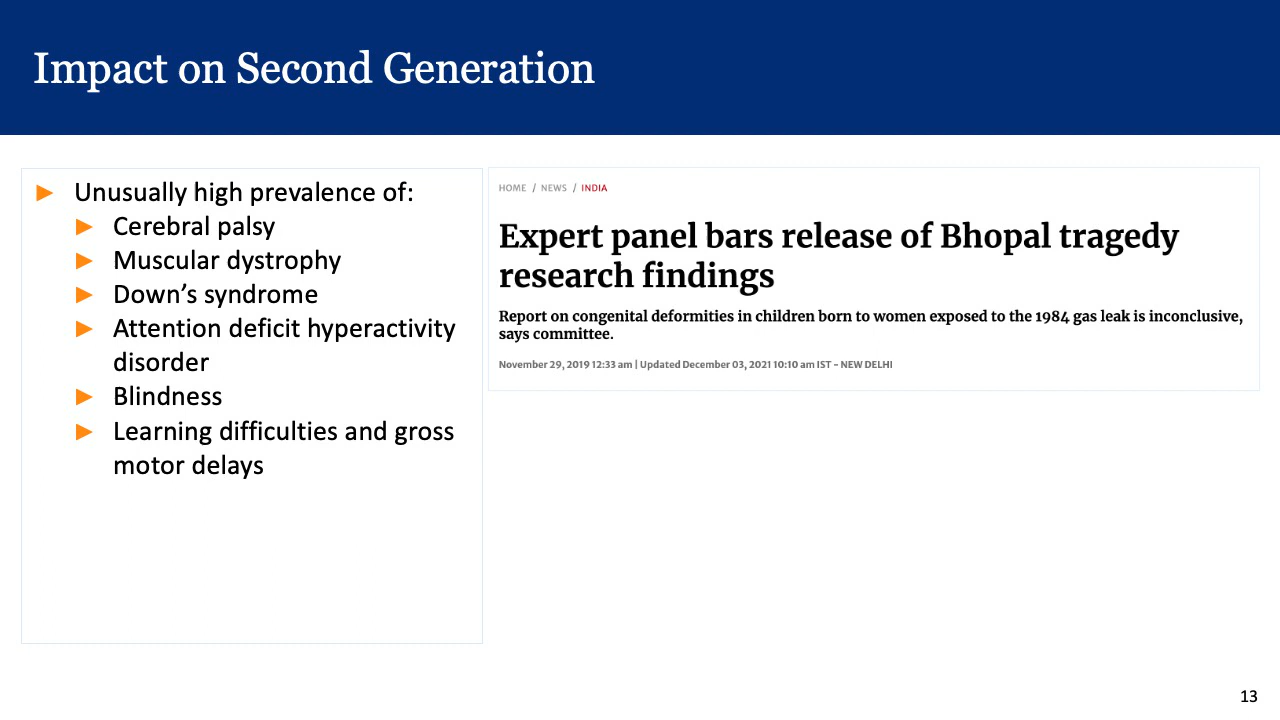 Impact on Second Generation
► Unusually high prevalence of:
► Cerebral palsy
► Muscular dystrophy
► Down’s syndrome
► Attention deficit hyperactivity
disorder
► Blindness
► Learning difficulties and gross
motor delays
HOME / NEWS / INDIA
Expert panel bars release of Bhopal tragedy
research findings
Report on congenital deformities in children born to women exposed to the 1984 gas leak is inconclusive,
says committee.
November 29, 2019 12:33 am | Updated December 03, 2021 10:10 am IST - NEW DELHI
13